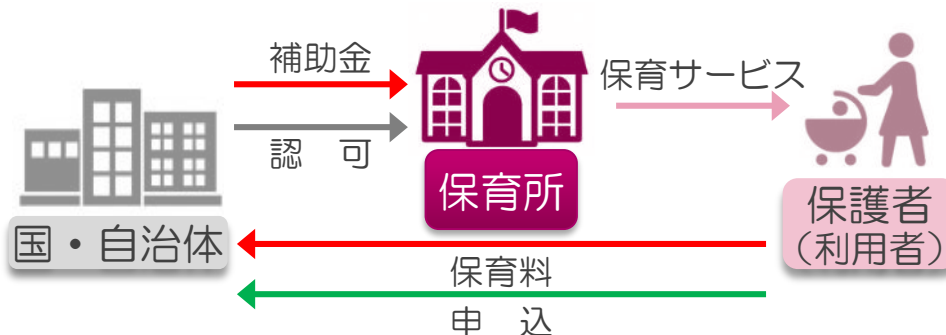 補助金
認　可
保育サービス
保育所
国・自治体
保護者
（利用者）
保育料
申　込